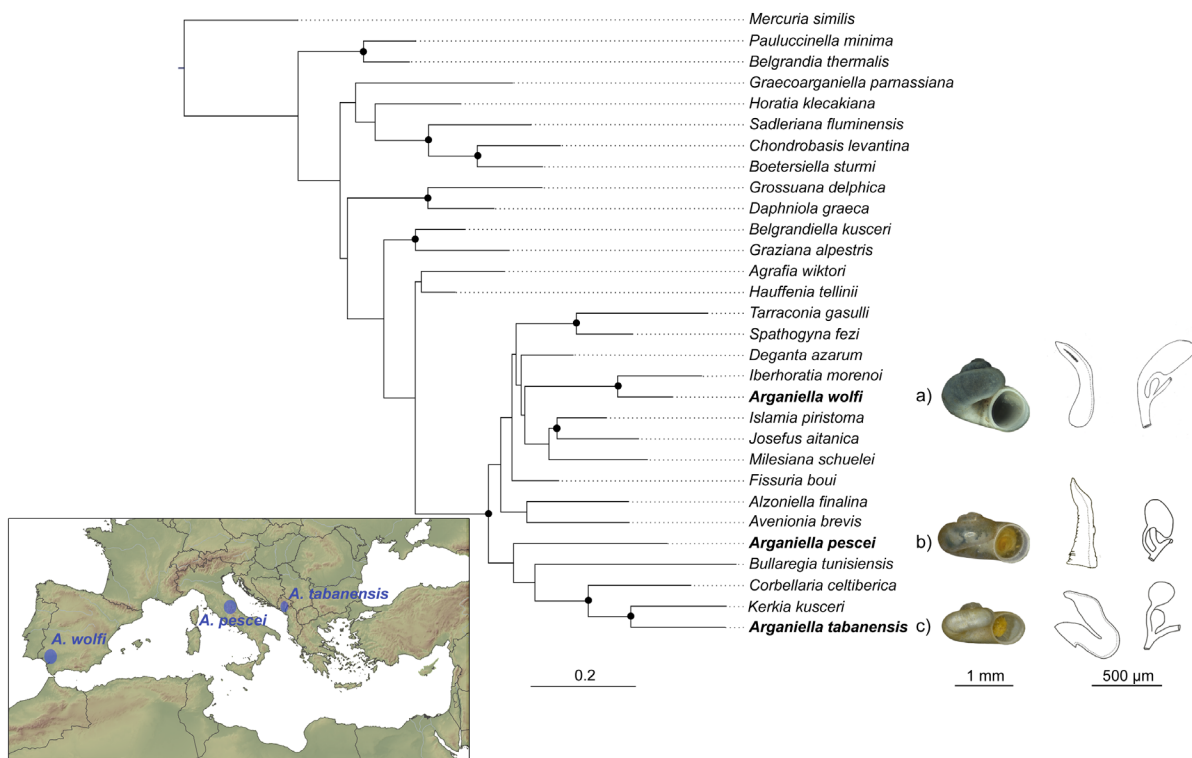 Mercuria similis
Pauluccinella minima
Belgrandia thermalis
Graecoarganiella parnassiana
Horatia klecakiana
Sadleriana fluminensis
Chondrobasis levantina
Boetersiella sturmi
Grossuana delphica
Daphniola graeca
Belgrandiella kusceri
Graziana alpestris
Agrafia wiktori
Hauffenia tellinii
Tarraconia gasulli
Spathogyna fezi
Deganta azarum
Iberhoratia morenoi
Arganiella wolfi
a)
Islamia piristoma
Josefus aitanica
Milesiana schuelei
Fissuria boui
Alzoniella finalina
Avenionia brevis
Arganiella pescei
b)
Bullaregia tunisiensis
Corbellaria celtiberica
Kerkia kusceri
Arganiella tabanensis
c)
A. tabanensis
A. pescei
A. wolfi
0.2
1 mm
500 µm